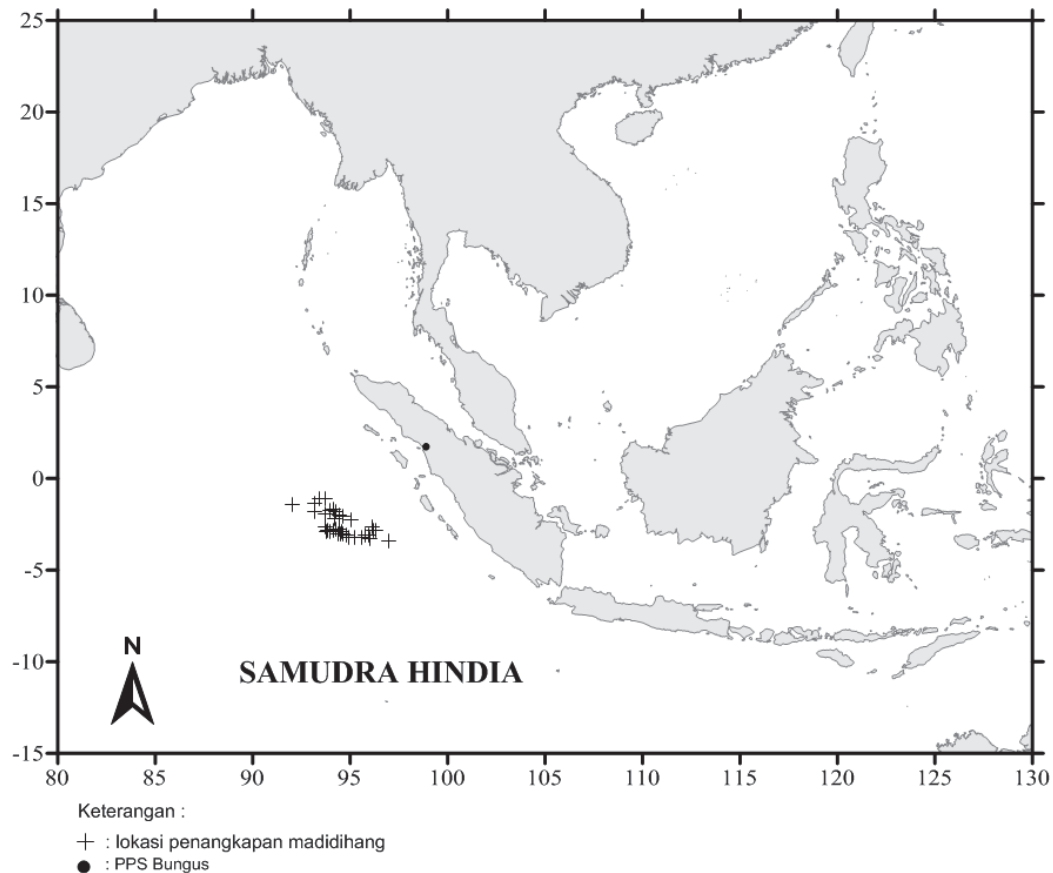 25
20
15
10
5
0
-5
-10
-15
N
SAMUDRA HINDIA
80 85 90 95 100 105 110 115 120 125 130
Keterangan :
: lokasi penangkapan madidihang
: PPS Bungus